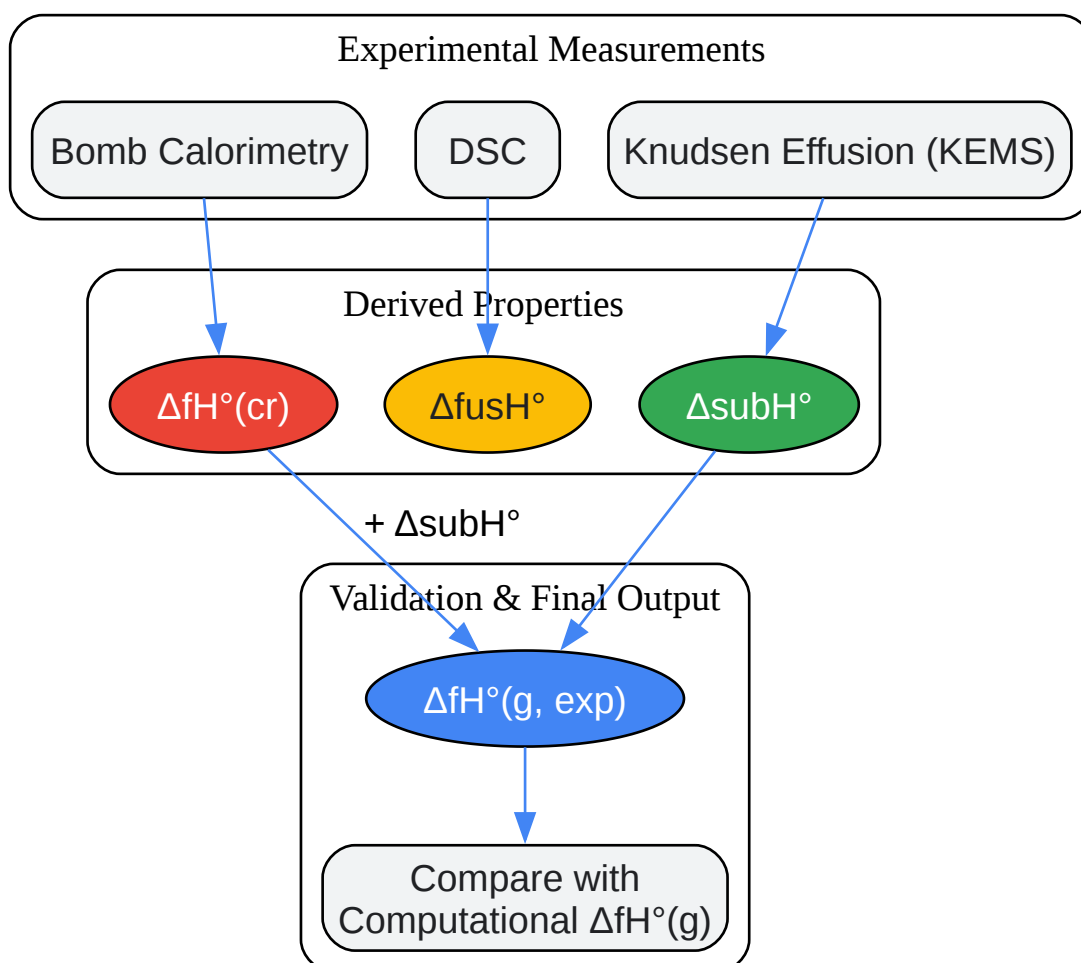 Experimental Measurements
Bomb Calorimetry
DSC
Knudsen Effusion (KEMS)
Derived Properties
ΔfH°(cr)
ΔfusH°
ΔsubH°
+ ΔsubH°
Validation & Final Output
ΔfH°(g, exp)
Compare with
Computational ΔfH°(g)